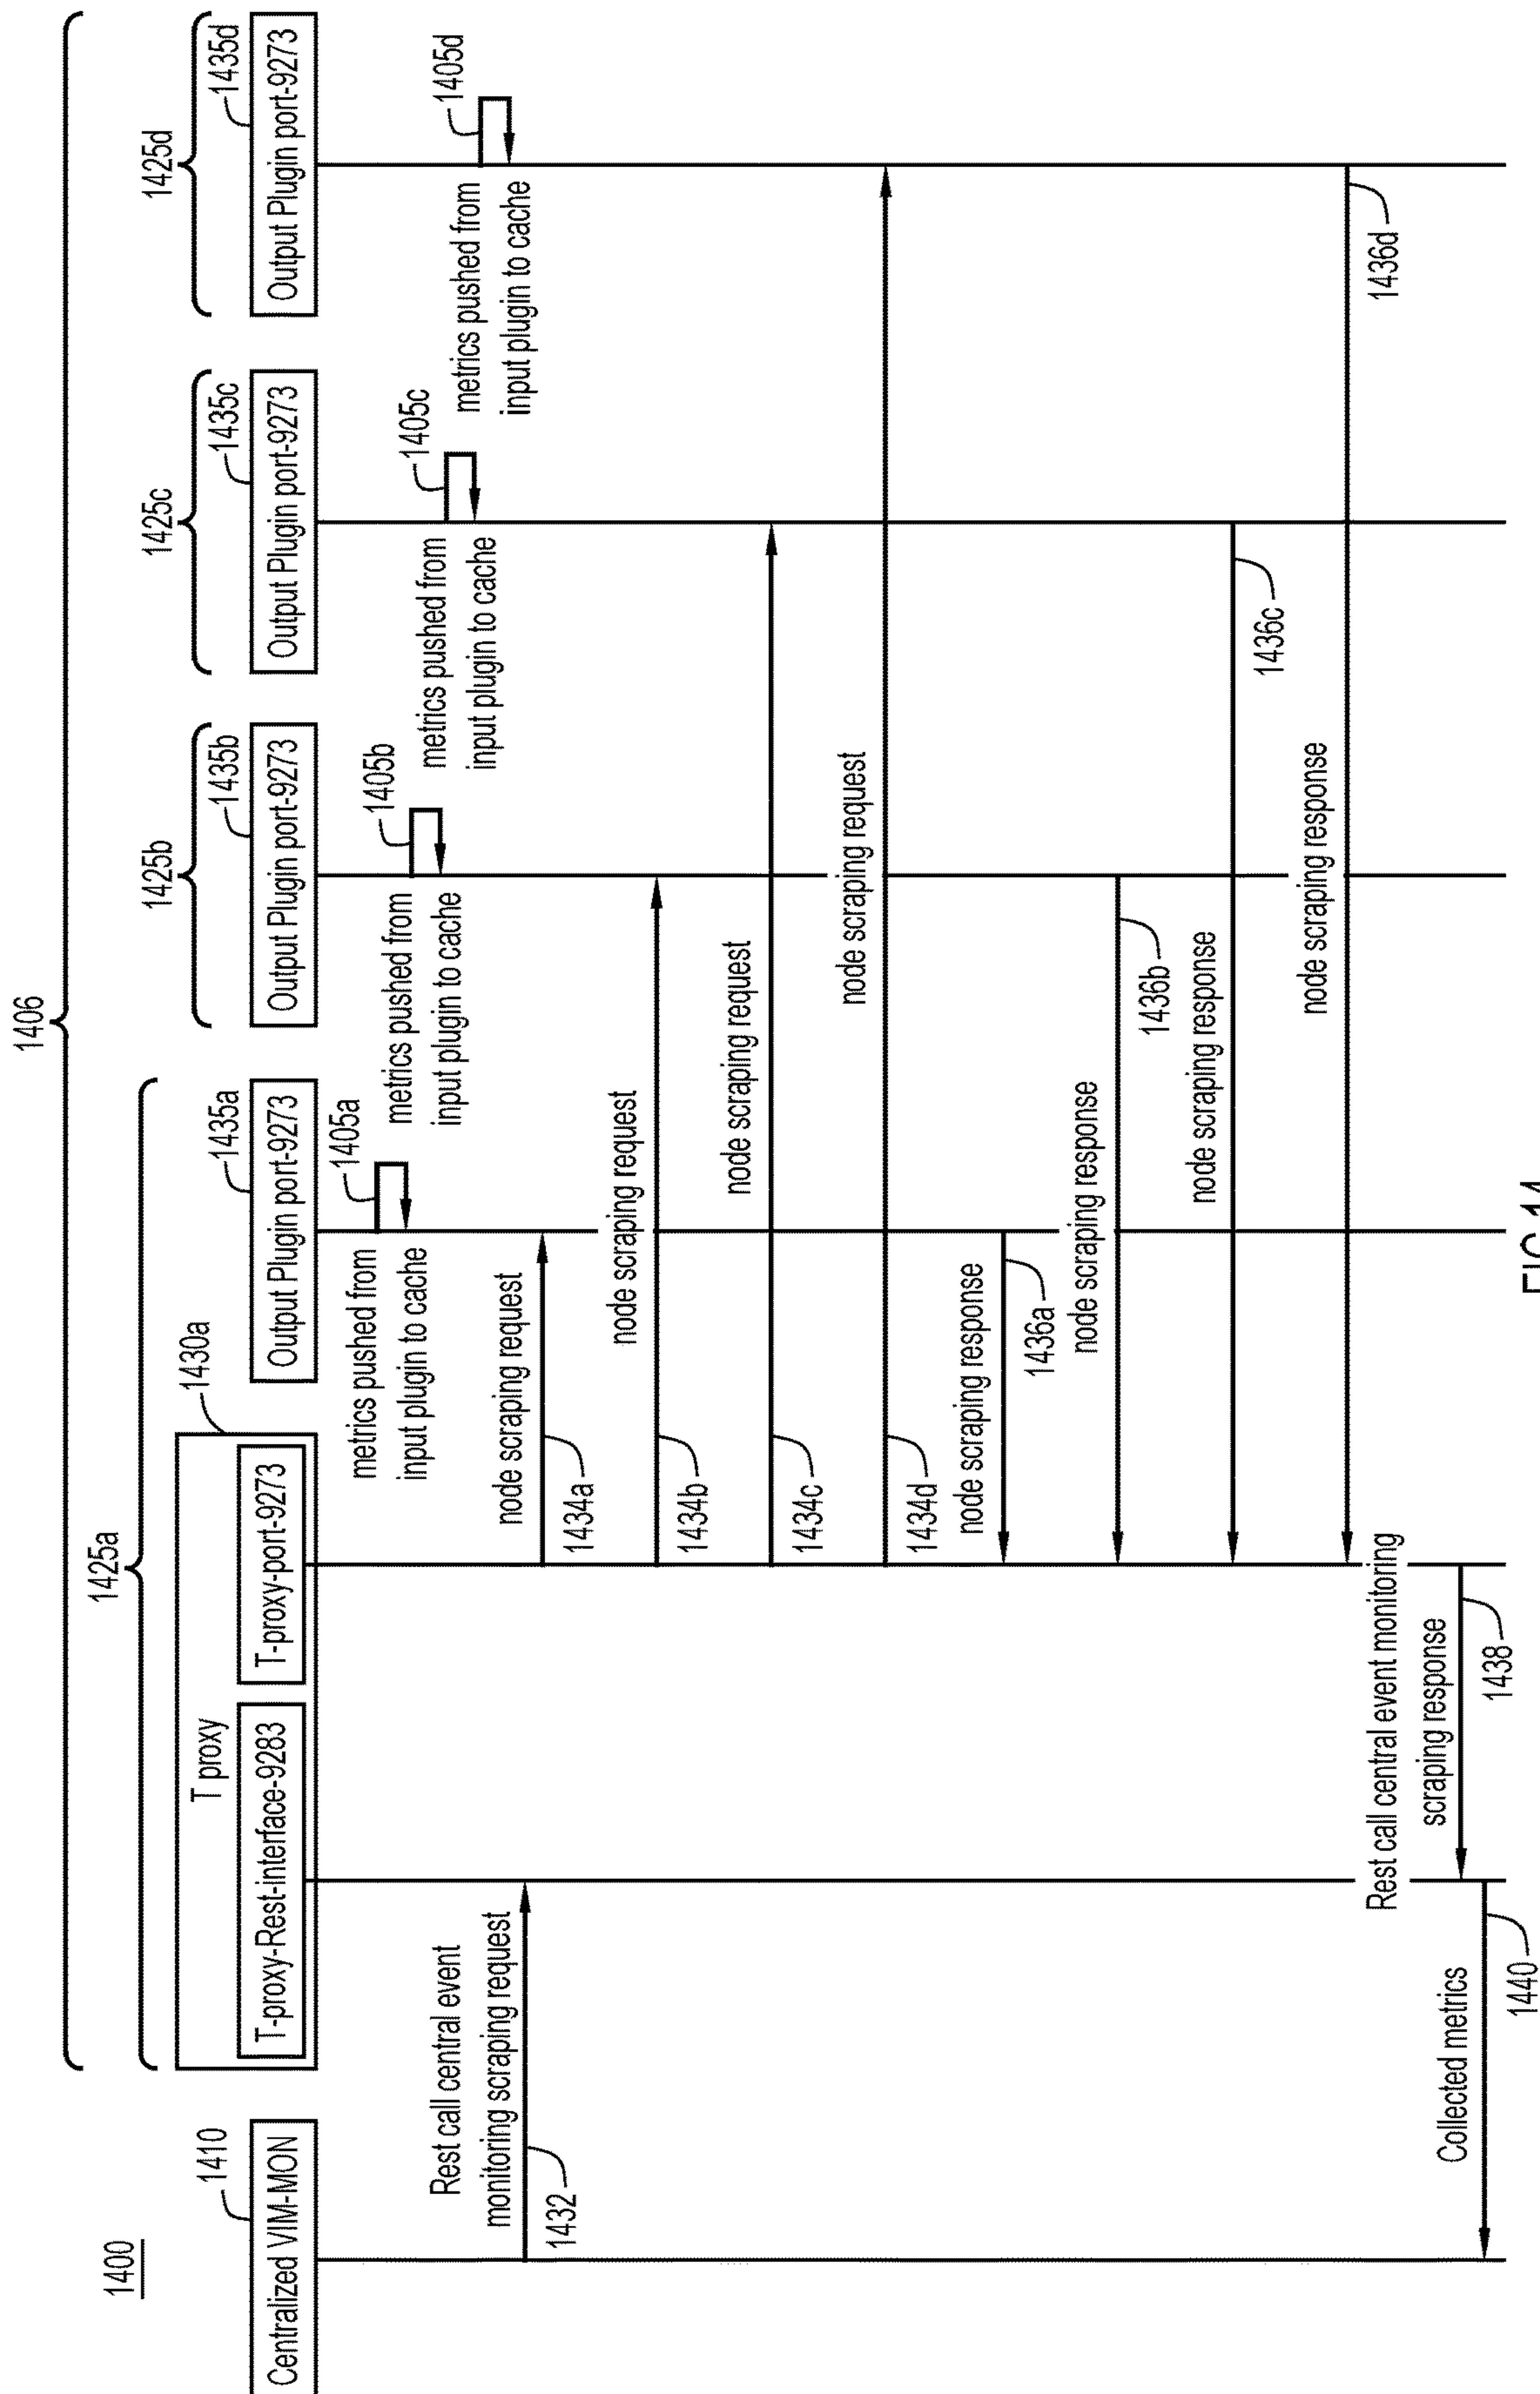 1400
1406
1425a
1425b
1425c
1425d
1410
1430a
1435a
1435b
1435c
1435d
Centralized VIM-MON
T proxy
T-proxy-Rest-interface-9283
T-proxy-port-9273
Output Plugin port-9273
Output Plugin port-9273
Output Plugin port-9273
Output Plugin port-9273
1405a
metrics pushed from
input plugin to cache
1405b
metrics pushed from
input plugin to cache
1405c
metrics pushed from
input plugin to cache
1405d
metrics pushed from
input plugin to cache
Rest call central event
monitoring scraping request
1432
node scraping request
1434a
node scraping request
1434b
node scraping request
1434c
node scraping request
1434d
node scraping response
1436a
node scraping response
1436b
node scraping response
1436c
node scraping response
1436d
Rest call central event monitoring
scraping response
1438
Collected metrics
1440